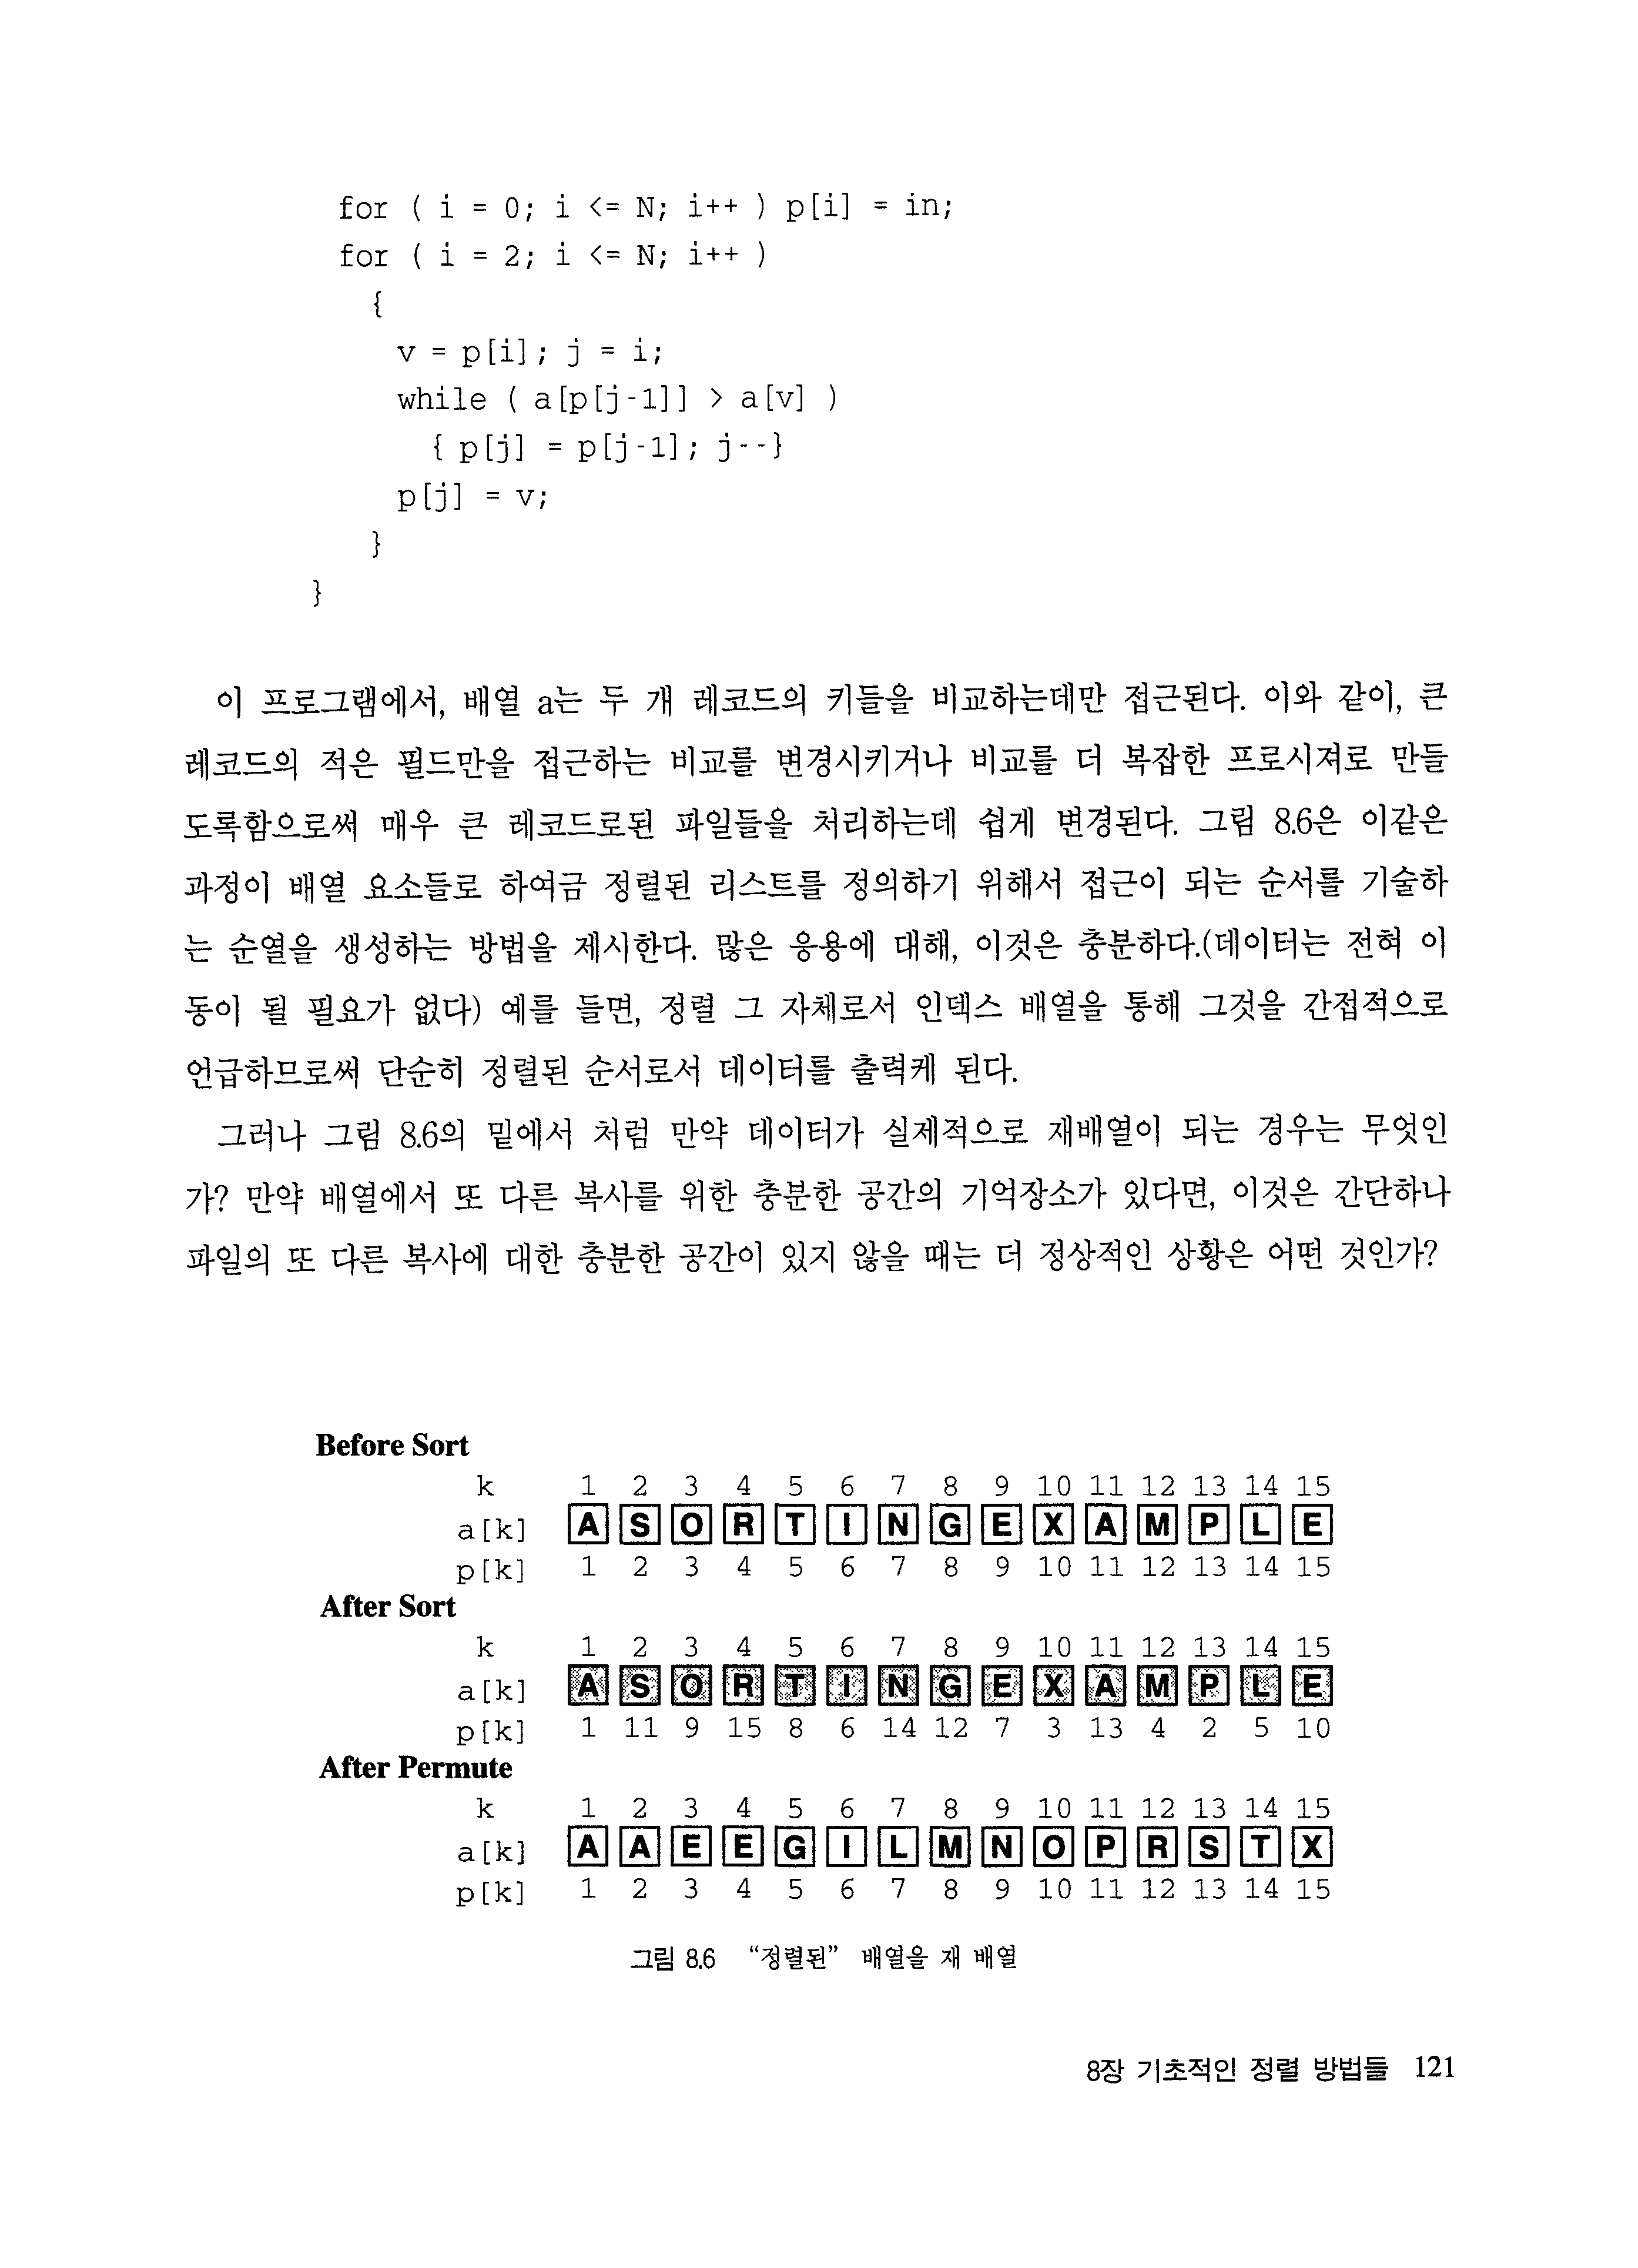 for ( i = 0; i <= N; i++ ) p[i] = in;
for ( i = 2; i <= N; i++ )
{
v = p[i]; j = i;
while ( a[p[j-1]] > a[v] )
{ p[j] = p[j-1]; j--}
p[j] = v;
}
}
이 프로그램에서, 배열 a는 두 개 레코드의 키들을 비교하는데만 접근된다. 이와 같이, 큰
레코드의 적은 필드만을 접근하는 비교를 변경시키거나 비교를 더 복잡한 프로시져로 만들
도록함으로써 매우 큰 레코드로된 파일들을 처리하는데 쉽게 변경된다. 그림 8.6은 이같은
과정이 배열 요소들로 하여금 정렬된 리스트를 정의하기 위해서 접근이 되는 순서를 기술하
는 순열을 생성하는 방법을 제시한다. 많은 응용에 대해, 이것은 충분하다.(데이터는 전혀 이
동이 될 필요가 없다) 예를 들면, 정렬 그 자체로서 인덱스 배열을 통해 그것을 간접적으로
언급하므로써 단순히 정렬된 순서로서 데이터를 출력케 된다.
그러나 그림 8.6의 밑에서 처럼 만약 데이터가 실제적으로 재배열이 되는 경우는 무엇인
가? 만약 배열에서 또 다른 복사를 위한 충분한 공간의 기억장소가 있다면, 이것은 간단하나
파일의 또 다른 복사에 대한 충분한 공간이 있지 않을 때는 더 정상적인 상황은 어떤 것인가?
Before Sort
k 1 2 3 4 5 6 7 8 9 10 11 12 13 14 15
a[k] A S O R T I N G E X A M P L E
p[k] 1 2 3 4 5 6 7 8 9 10 11 12 13 14 15
After Sort
k 1 2 3 4 5 6 7 8 9 10 11 12 13 14 15
a[k] A S O R T I N G E X A M P L E
p[k] 1 11 9 15 8 6 14 12 7 3 13 4 2 5 10
After Permute
k 1 2 3 4 5 6 7 8 9 10 11 12 13 14 15
a[k] A A E E G I L M N O P R S T X
p[k] 1 2 3 4 5 6 7 8 9 10 11 12 13 14 15
그림 8.6 “정렬된” 배열을 재 배열
8장 기초적인 정렬 방법들 121